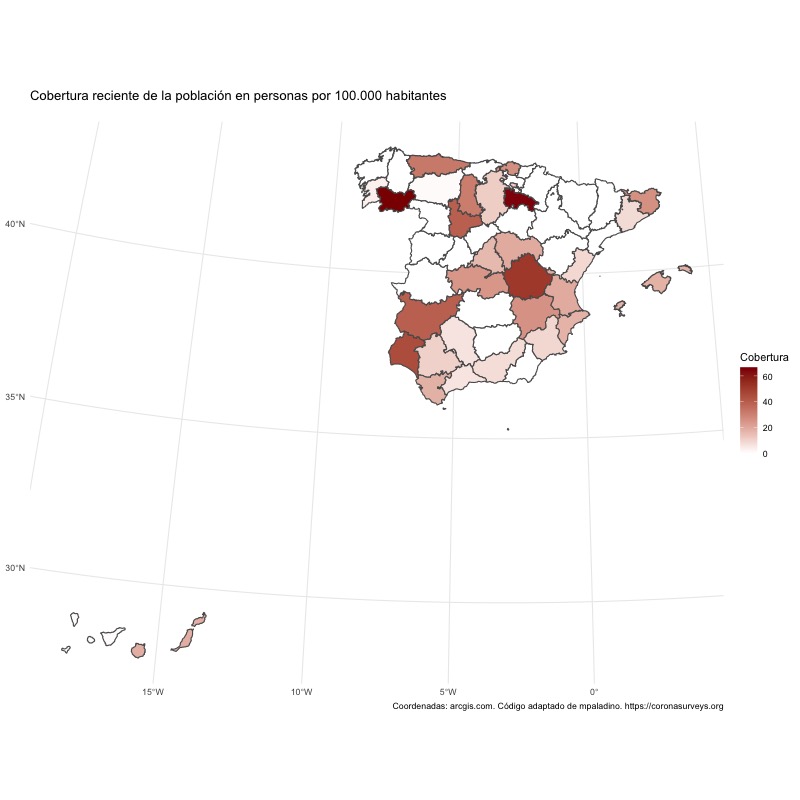 Cobertura reciente de la población en personas por 100.000 habitantes
40°N
35°N
30°N
15°W
10°W
5°W
0°
Cobertura
60
40
20
0
Coordenadas: arcgis.com. Código adaptado de mpaladino. https://coronasurveys.org